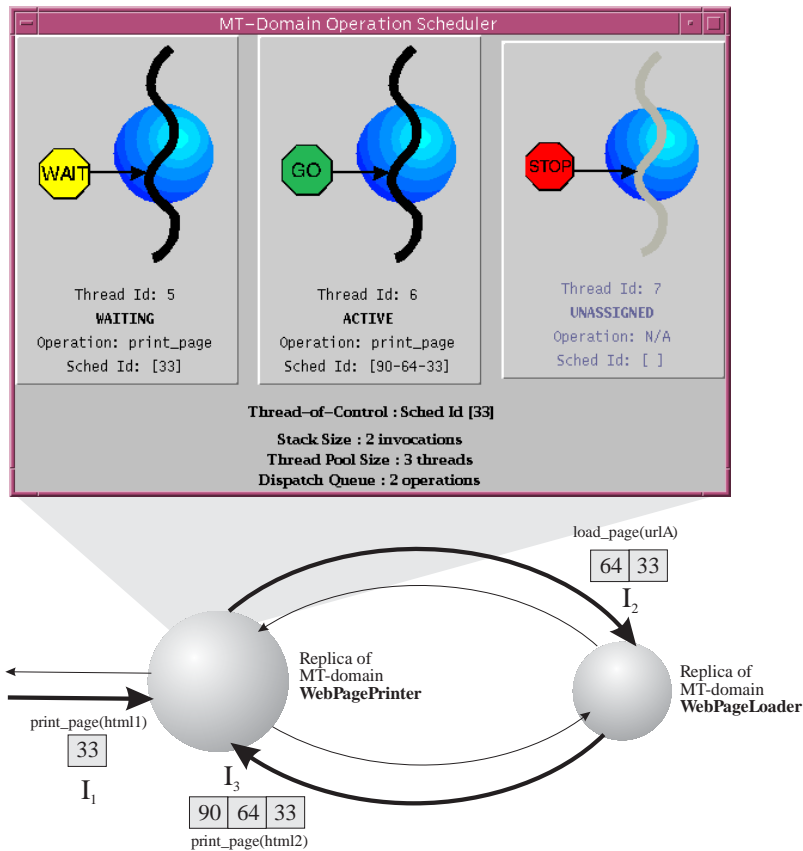 MT–Domain Operation Scheduler
WAIT
GO
STOP
Thread Id: 5
WAITING
Operation: print_page
Sched Id: [33]
Thread Id: 6
ACTIVE
Operation: print_page
Sched Id: [90-64-33]
Thread Id: 7
UNASSIGNED
Operation: N/A
Sched Id: [ ]
Thread–of–Control : Sched Id [33]
Stack Size : 2 invocations
Thread Pool Size : 3 threads
Dispatch Queue : 2 operations
load_page(urlA)
64 33
I2
Replica of
MT-domain
WebPagePrinter
Replica of
MT-domain
WebPageLoader
print_page(html1)
33
I1
I3
90 64 33
print_page(html2)